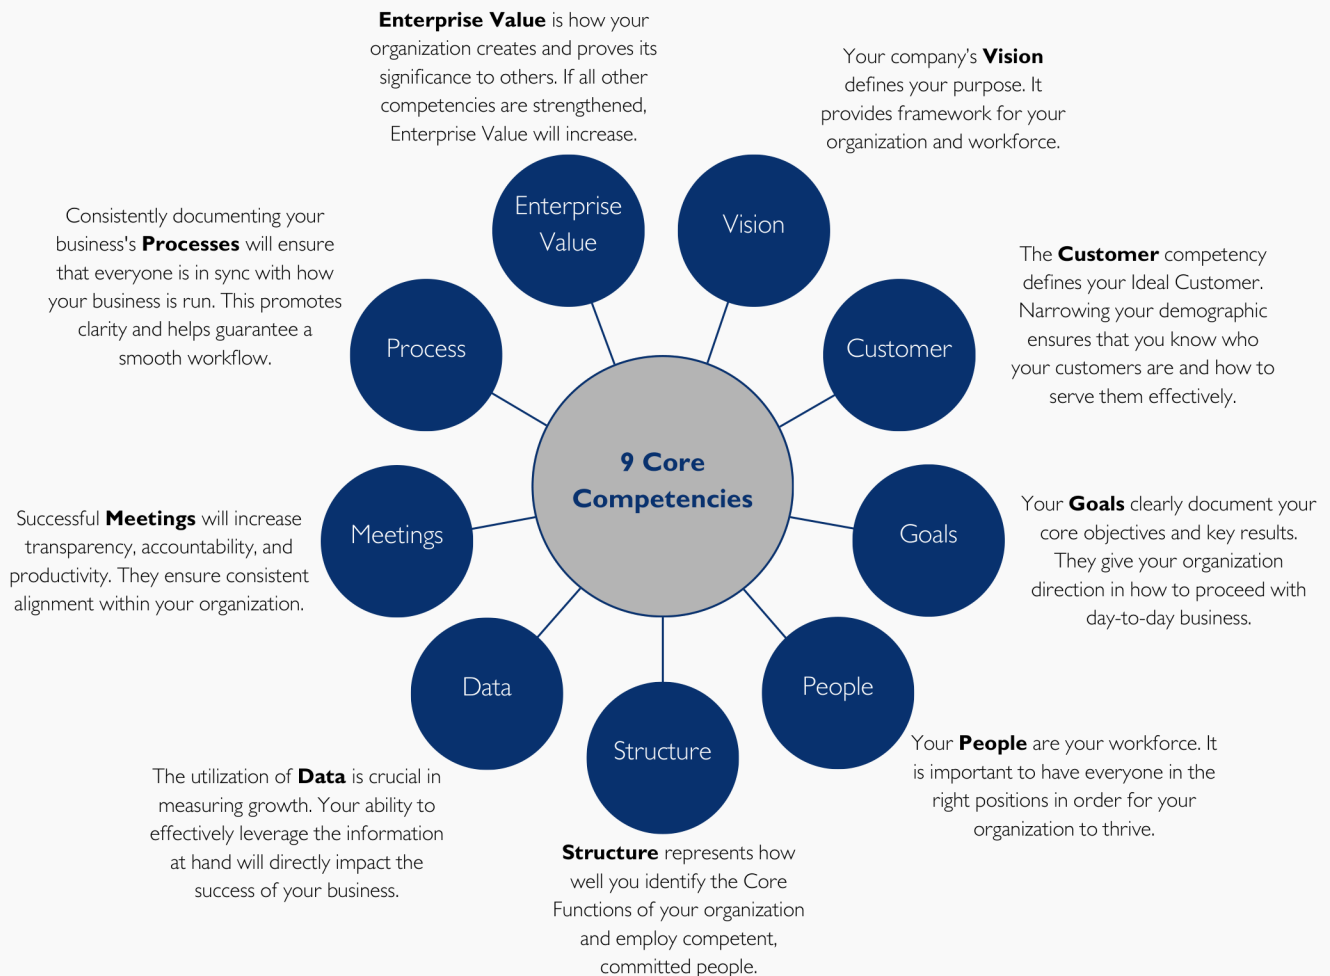 Enterprise Value is how your
organization creates and proves its
significance to others. If all other
competencies are strengthened,
Enterprise Value will increase.
Your company's Vision
defines your purpose. It
provides framework for your
organization and workforce.
Enterprise
Value
Vision
Consistently documenting your
business's Processes will ensure
that everyone is in sync with how
your business is run. This promotes
clarity and helps guarantee a
smooth workflow.
Process
Customer
The Customer competency
defines your Ideal Customer.
Narrowing your demographic
ensures that you know who
your customers are and how to
serve them effectively.
9 Core
Competencies
Successful Meetings will increase
transparency, accountability, and
productivity. They ensure consistent
alignment within your organization.
Meetings
Goals
Your Goals clearly document your
core objectives and key results.
They give your organization
direction in how to proceed with
day-to-day business.
Data
Structure
People
The utilization of Data is crucial in
measuring growth. Your ability to
effectively leverage the information
at hand will directly impact the
success of your business.
Structure represents how
well you identify the Core
Functions of your organization
and employ competent,
committed people.
Your People are your workforce. It
is important to have everyone in the
right positions in order for your
organization to thrive.